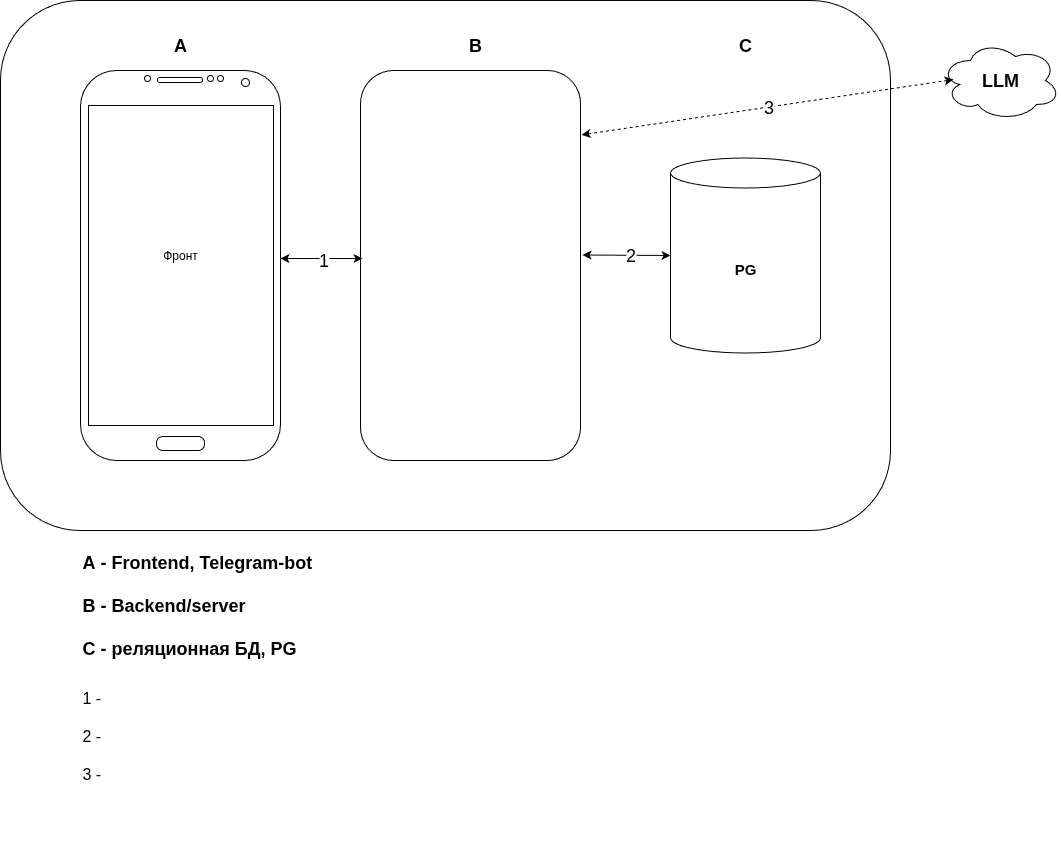 A
B
C
LLM
3
Фронт
1
2
PG
A - Frontend, Telegram-bot
B - Backend/server
C - реляционная БД, PG
1 -
2 -
3 -